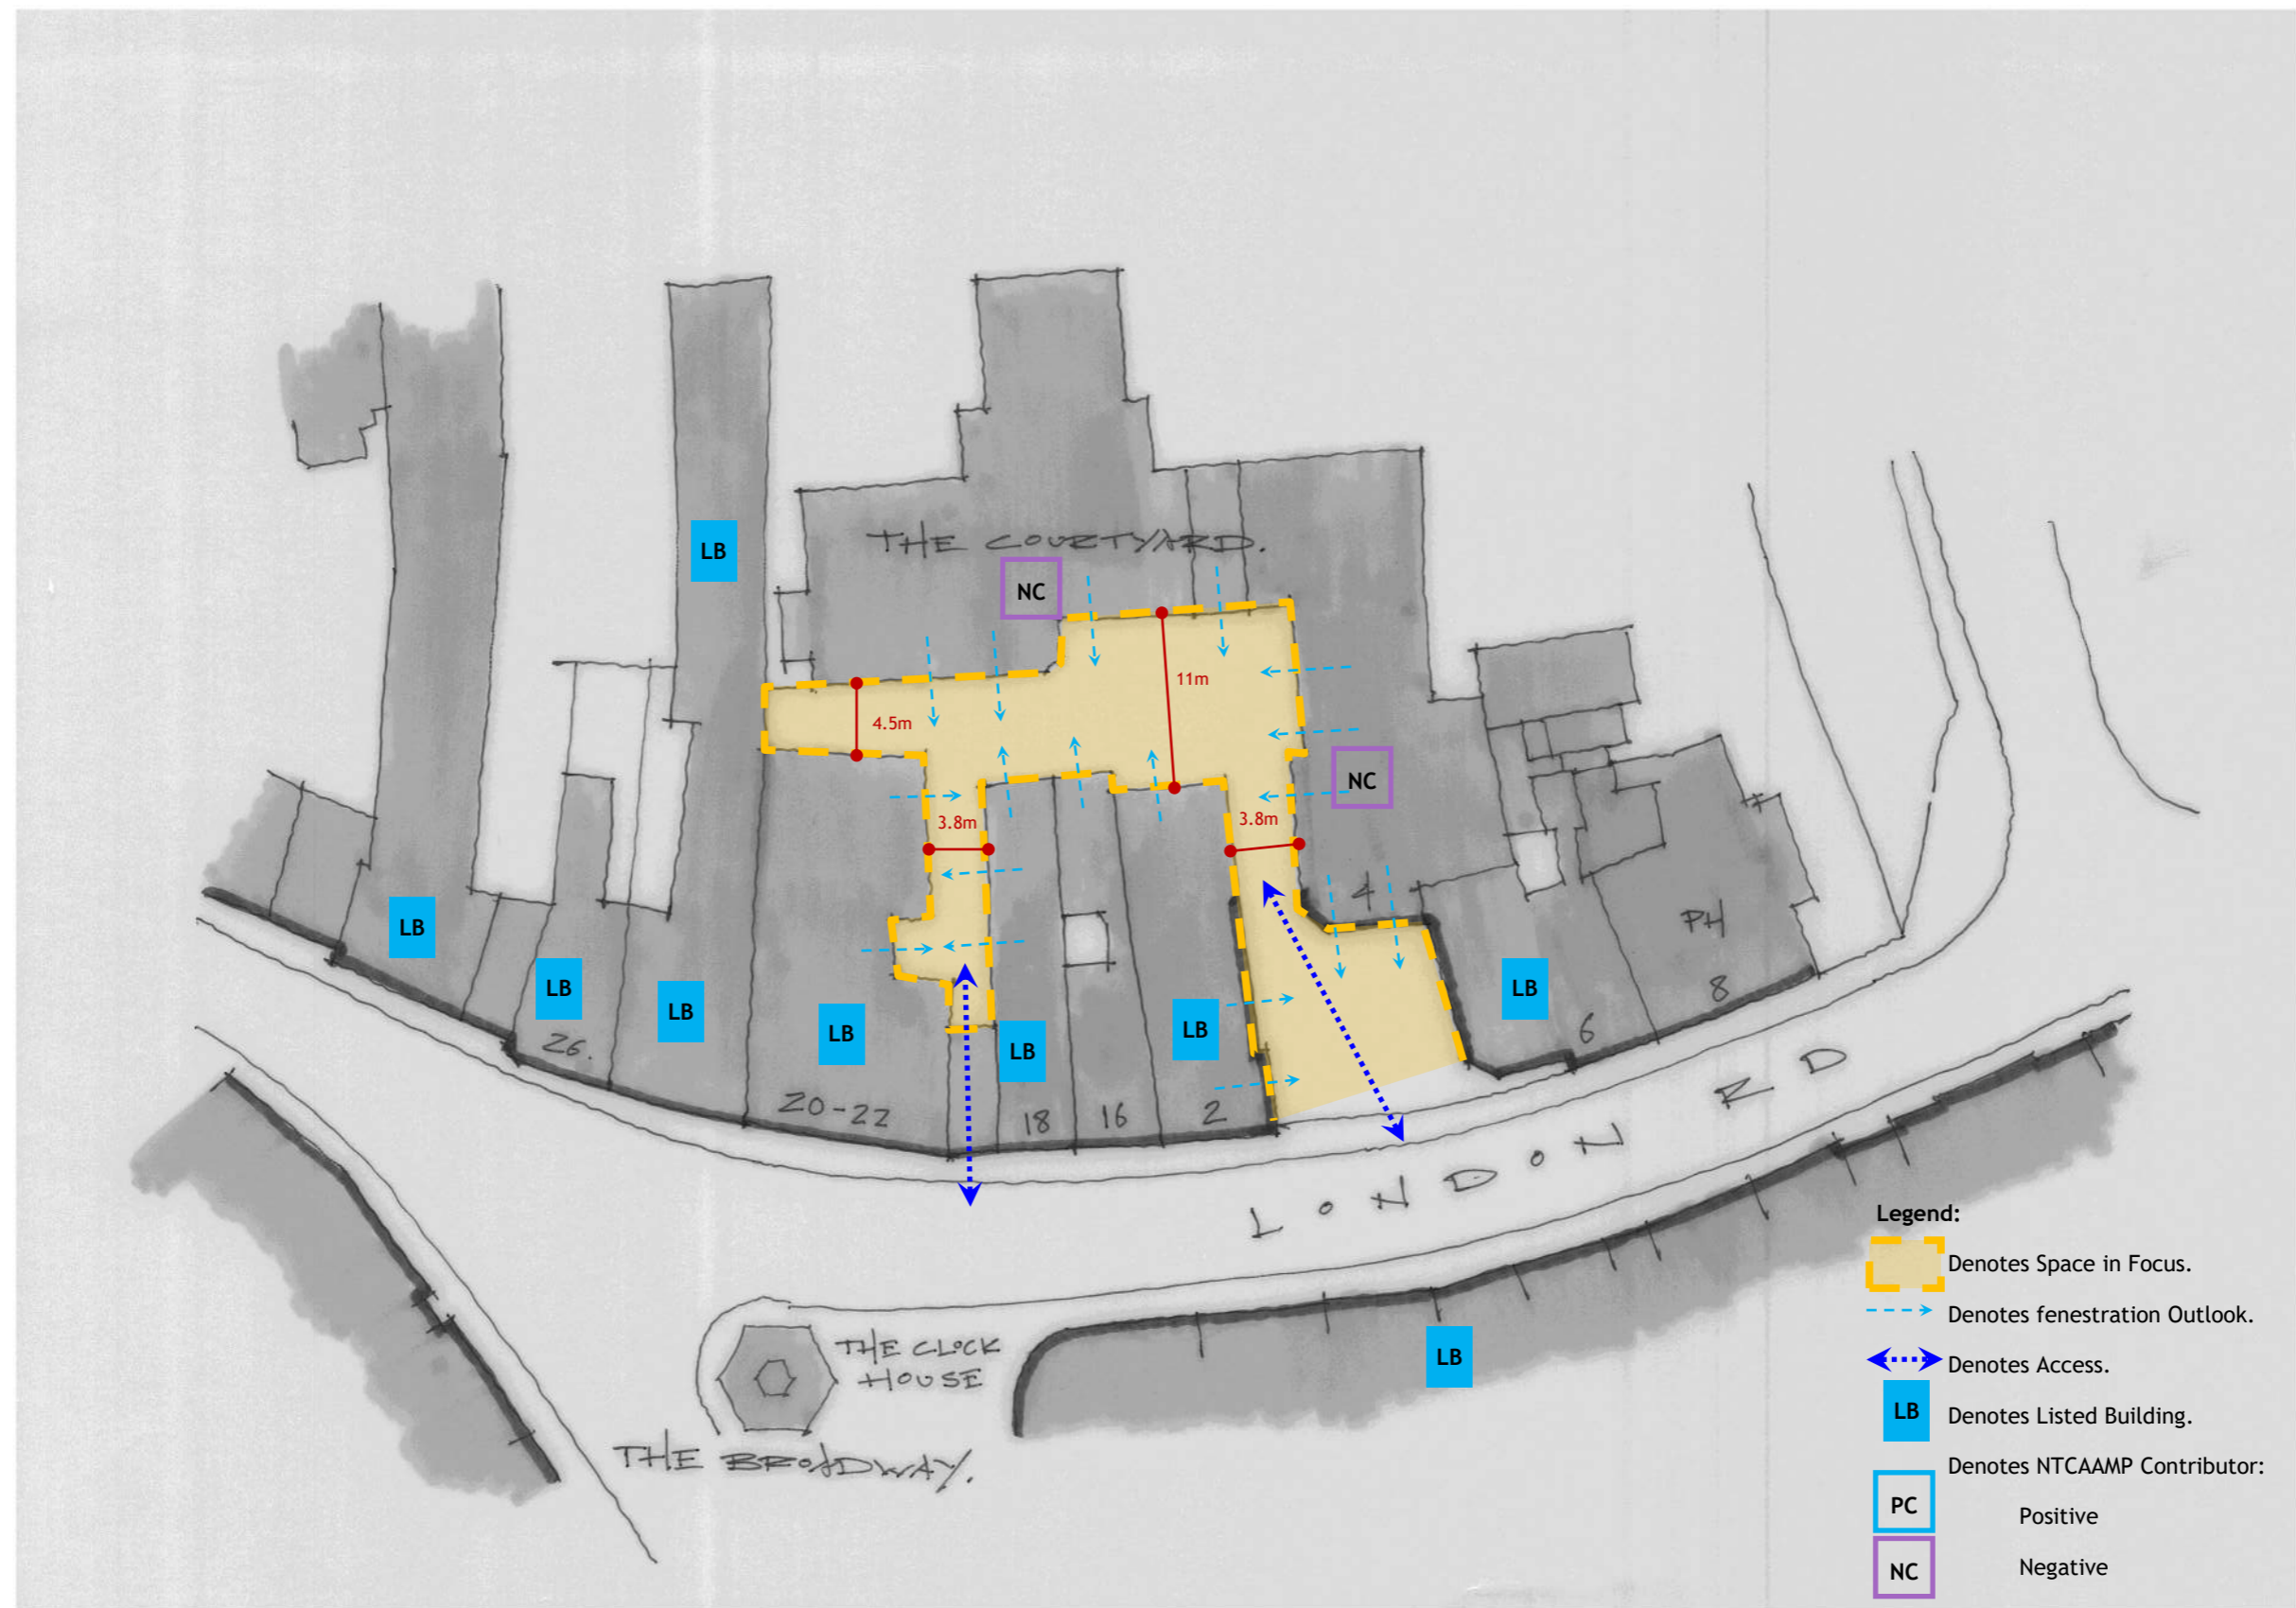 THE COURTYARD.
LB
NC
11m
4.5m
NC
3.8m
3.8m
4
LB
PH
LB
LB
LB
LB
LB
LB
LB
8
6
26.
20-22
18
16
2
LONDON RD
THE CLOCK
HOUSE
LB
THE BROADWAY.
Legend:
Denotes Space in Focus.
Denotes fenestration Outlook.
Denotes Access.
LB
Denotes Listed Building.
Denotes NTCAAMP Contributor:
PC
Positive
NC
Negative